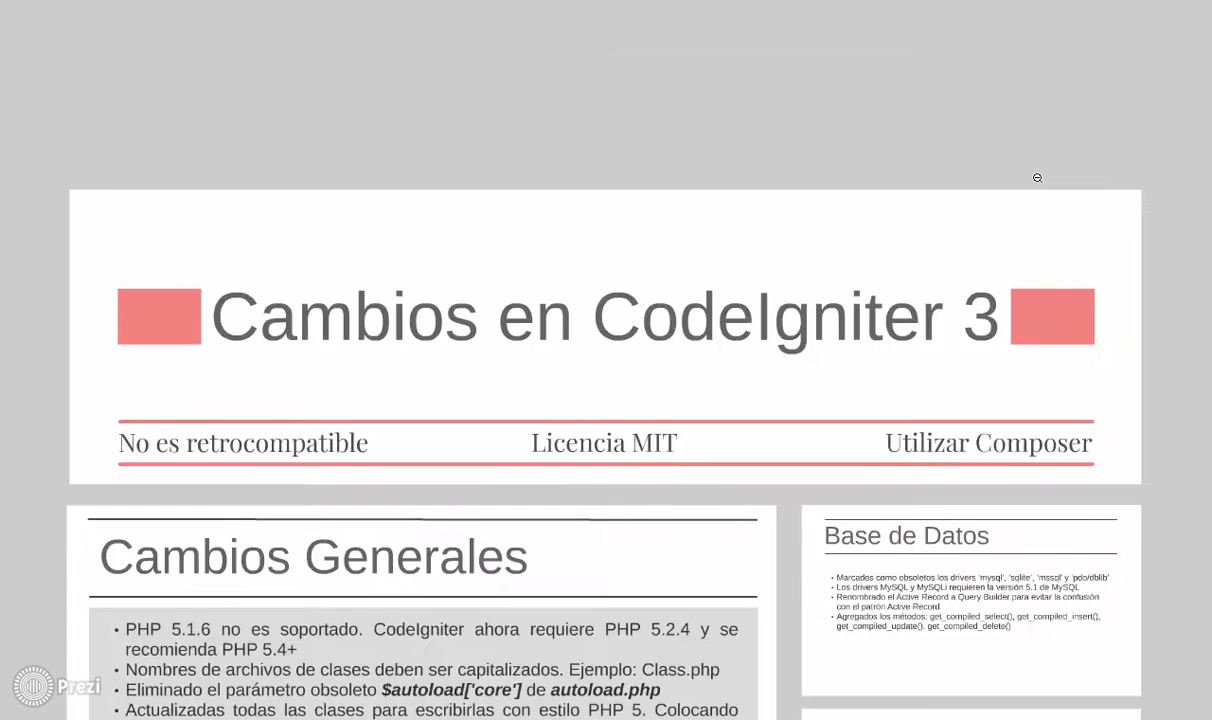 Cambios en CodeIgniter 3
No es retrocompatible
Licencia MIT
Utilizar Composer
Cambios Generales
• PHP 5.1.6 no es soportado. CodeIgniter ahora requiere PHP 5.2.4 y se
recomienda PHP 5.4+
• Nombres de archivos de clases deben ser capitalizados. Ejemplo: Class.php
• Eliminado el parámetro obsoleto $autoload['core'] de autoload.php
• Actualizadas todas las clases para escribirlas con estilo PHP 5. Colocando
Base de Datos
• Marcados como obsoletos los drivers 'mysql', 'sqlite', 'mssql' y 'pdo/dblib'
• Los drivers MySQL y MySQLi requieren la versión 5.1 de MySQL
• Renombrado el Active Record a Query Builder para evitar la confusión
con el patrón Active Record
• Agregados los métodos: get_compiled_select(), get_compiled_insert(),
get_compiled_update(). get_compiled_delete()
Prezi